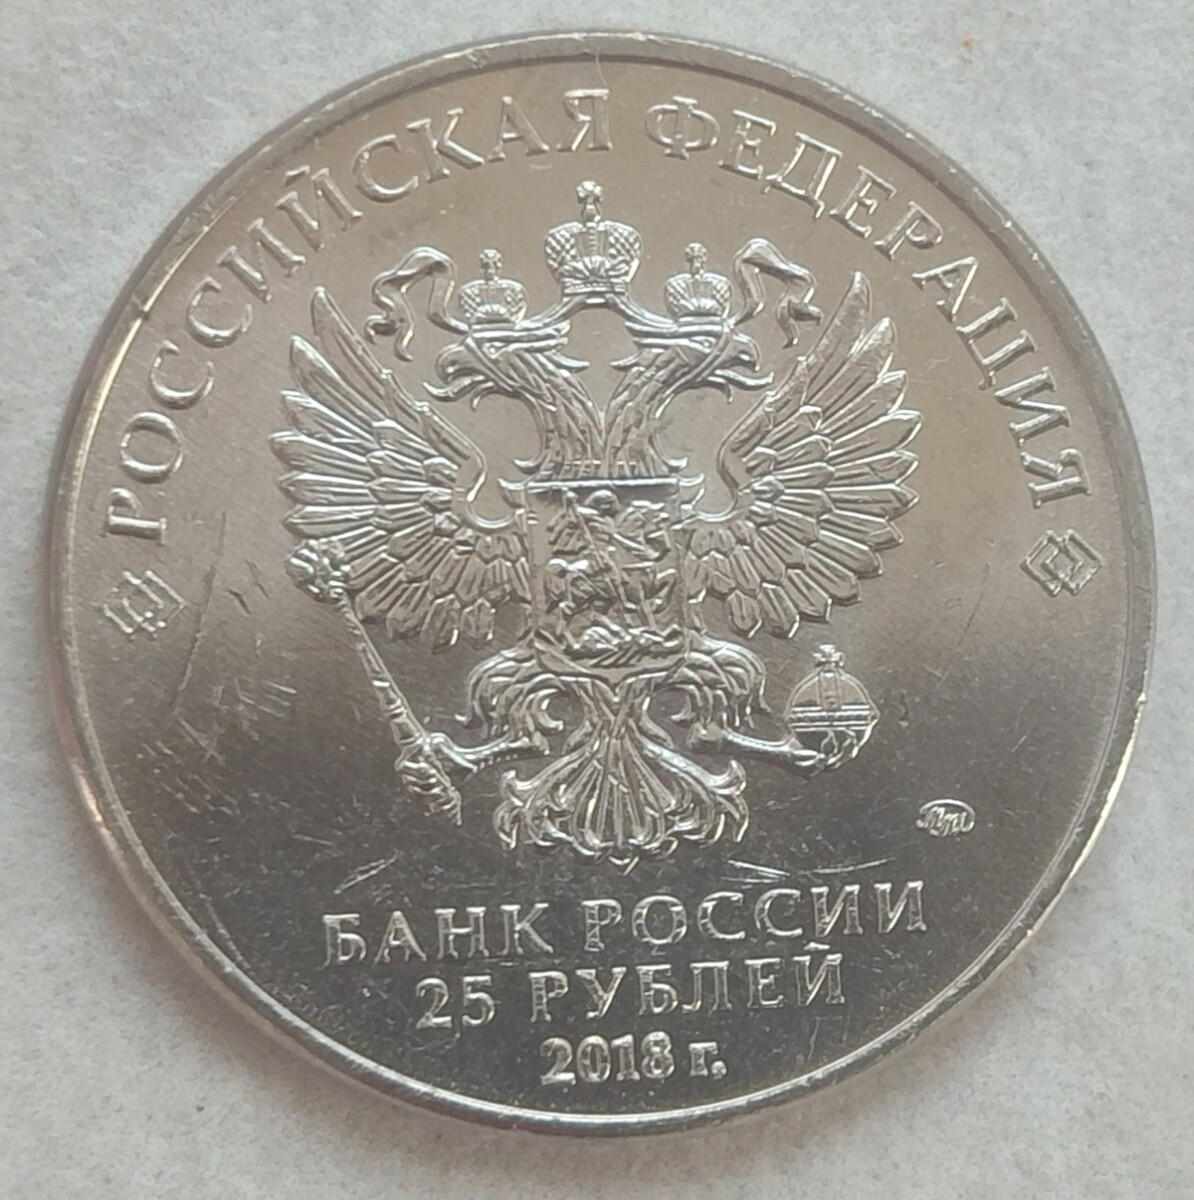 РОССИЙСКАЯ ФЕДЕРАЦИЯ
ММД
БАНК РОССИИ
25 РУБЛЕЙ
2018 г.